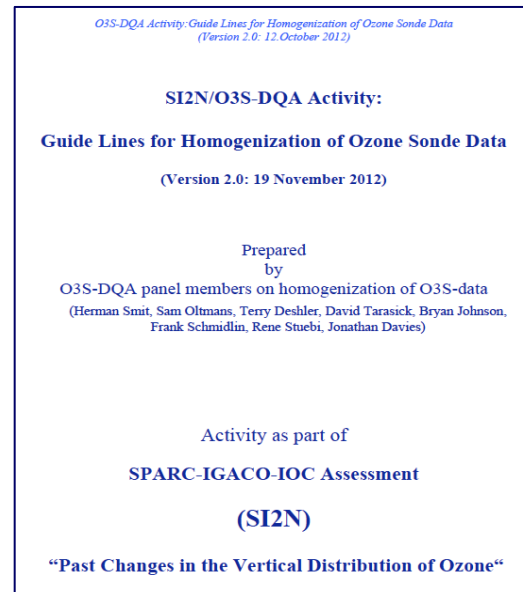 O3S-DQA Activity:Guide Lines for Homogenization of Ozone Sonde Data
(Version 2.0: 12.October 2012)
SI2N/O3S-DQA Activity:
Guide Lines for Homogenization of Ozone Sonde Data
(Version 2.0: 19 November 2012)
Prepared
by
O3S-DQA panel members on homogenization of O3S-data
(Herman Smit, Sam Oltmans, Terry Deshler, David Tarasick, Bryan Johnson,
Frank Schmidlin, Rene Stuebi, Jonathan Davies)
Activity as part of
SPARC-IGACO-IOC Assessment
(SI2N)
“Past Changes in the Vertical Distribution of Ozone“